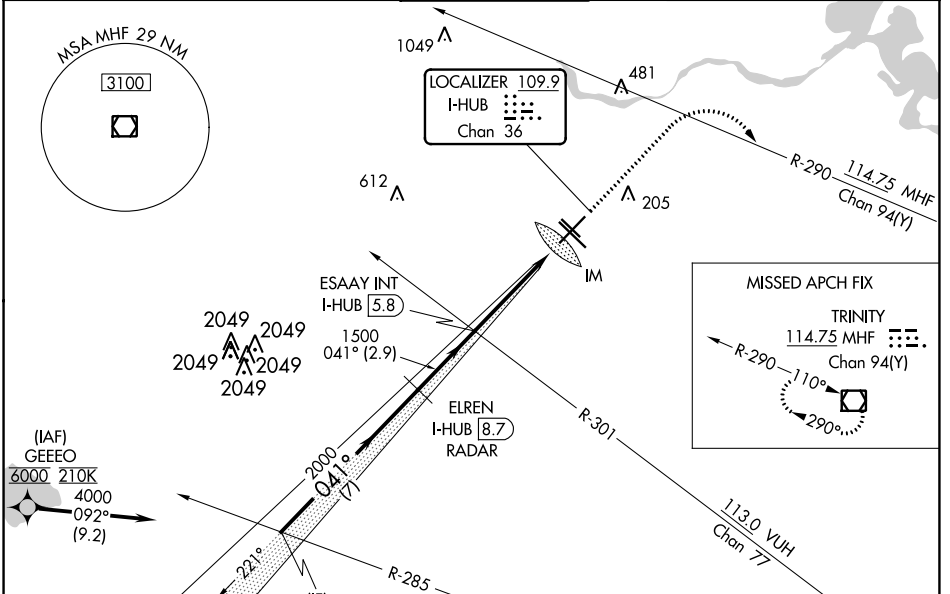 MSA MHF 29 NM
3100
1049
481
LOCALIZER 109.9
I-HUB
Chan 36
R-290
114.75 MHF
Chan 94(Y)
612
205
IM
ESAAY INT
I-HUB 5.8
1500
041° (2.9)
2049
2049
2049
2049
2049
ELREN
I-HUB 8.7
RADAR
MISSED APCH FIX
TRINITY
114.75 MHF
Chan 94(Y)
R-290
110°
290°
R-301
113.0 VUH
Chan 77
(IAF)
GEEEO
6000 210K
4000
092°
(9.2)
2000
041°
(7)
221°
R-285